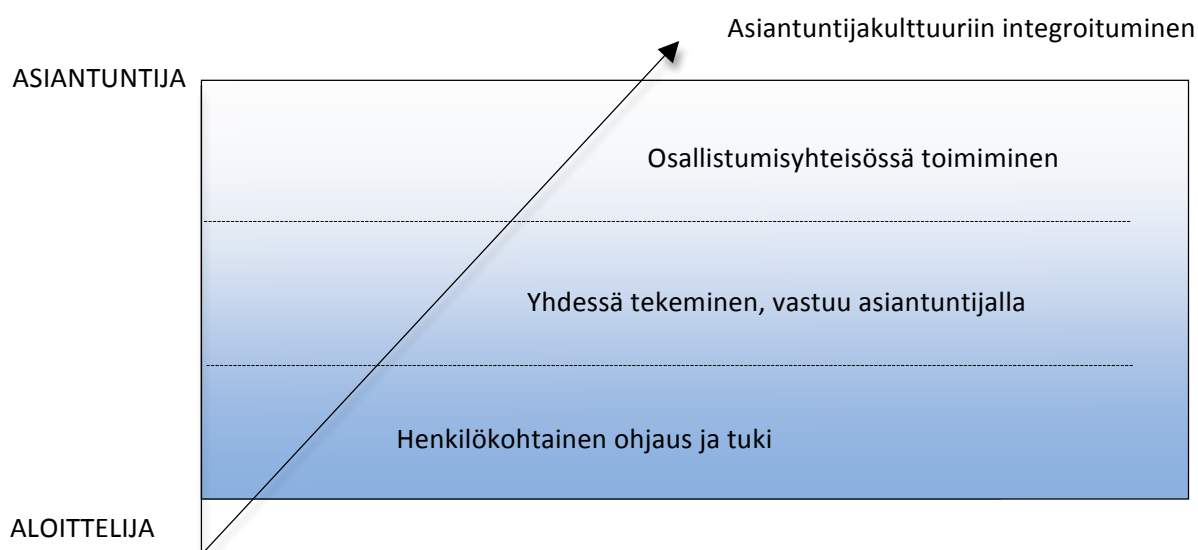 Asiantuntijakulttuuriin integroituminen
ASIANTUNTIJA
Osallistumisyhteisössä toimiminen
Yhdessä tekeminen, vastuu asiantuntijalla
Henkilökohtainen ohjaus ja tuki
ALOITTELIJA